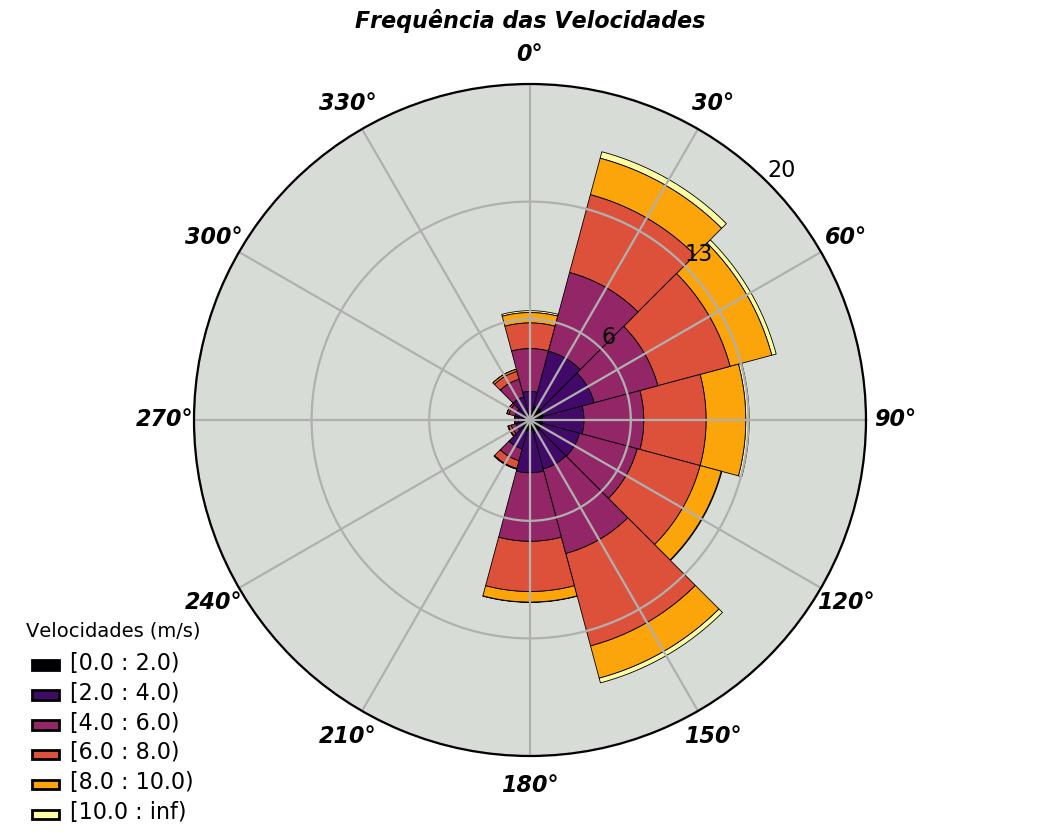 Frequência das Velocidades
0°
30°
60°
90°
120°
150°
180°
210°
240°
270°
300°
330°
6
13
20
Velocidades (m/s)
[0.0 : 2.0)
[2.0 : 4.0)
[4.0 : 6.0)
[6.0 : 8.0)
[8.0 : 10.0)
[10.0 : inf)